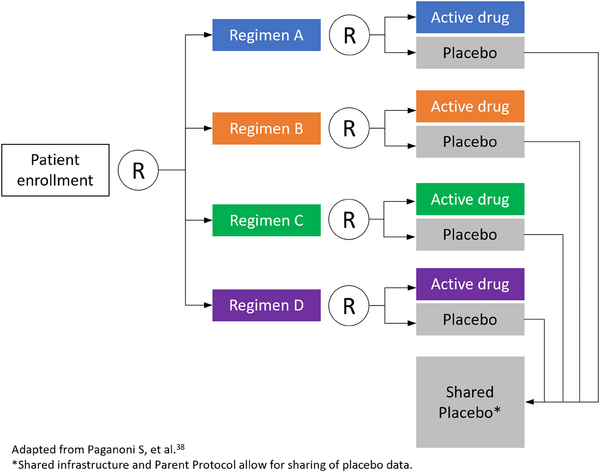 Patient
enrollment
R
Regimen A
R
Active drug
Placebo
Regimen B
R
Active drug
Placebo
Regimen C
R
Active drug
Placebo
Regimen D
R
Active drug
Placebo
Shared
Placebo*
Adapted from Paganoni S, et al.38
*Shared infrastructure and Parent Protocol allow for sharing of placebo data.